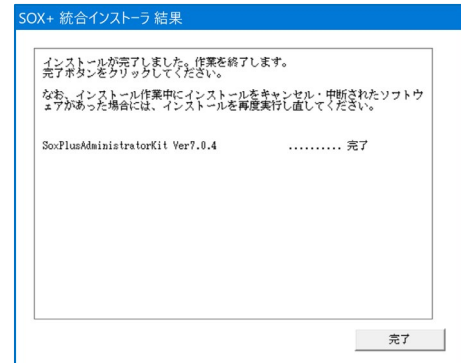 SOX+ 統合インストーラ 結果
インストールが完了しました。作業を終了します。
完了ボタンをクリックしてください。
なお、インストール作業中にインストールをキャンセル・中断されたソフトウ
ェアがあった場合には、インストールを再度実行し直してください。
SoxPlusAdministratorKit Ver7.0.4 .......... 完了
完了